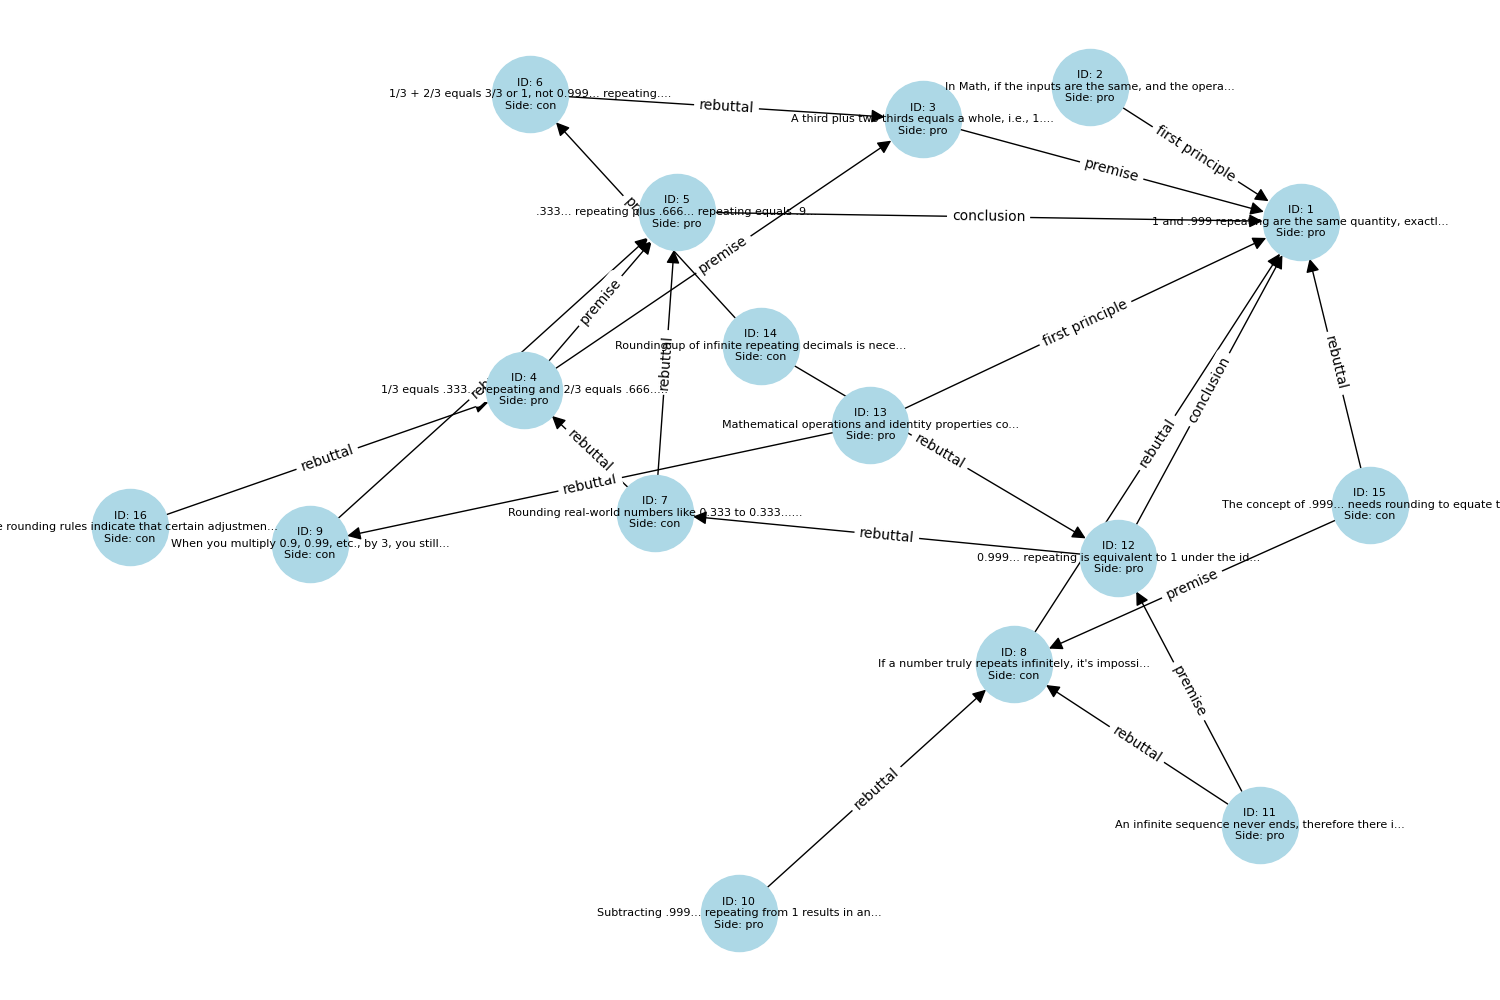 ID: 6
1/3 + 2/3 equals 3/3 or 1, not 0.999... repeating....
Side: con
rebuttal
ID: 3
A third plus two thirds equals a whole, i.e., 1....
Side: pro
ID: 2
In Math, if the inputs are the same, and the opera...
Side: pro
first principle
premise
ID: 5
.333... repeating plus .666... repeating equals .9...
Side: pro
conclusion
ID: 1
1 and .999 repeating are the same quantity, exactl...
Side: pro
premise
premise
first principle
ID: 14
Rounding up of infinite repeating decimals is nece...
Side: con
rebuttal
rebuttal
conclusion
ID: 4
1/3 equals .333... repeating and 2/3 equals .666.....
Side: pro
ID: 13
Mathematical operations and identity properties co...
Side: pro
rebuttal
rebuttal
rebuttal
rebuttal
rebuttal
ID: 16
rounding rules indicate that certain adjustmen...
Side: con
ID: 9
When you multiply 0.9, 0.99, etc., by 3, you still...
Side: con
ID: 7
Rounding real-world numbers like 0.333 to 0.333......
Side: con
rebuttal
ID: 15
The concept of .999... needs rounding to equate
Side: con
ID: 12
0.999... repeating is equivalent to 1 under the id...
Side: pro
premise
ID: 8
If a number truly repeats infinitely, it's impossi...
Side: con
premise
rebuttal
rebuttal
ID: 11
An infinite sequence never ends, therefore there i...
Side: pro
ID: 10
Subtracting .999... repeating from 1 results in an...
Side: pro